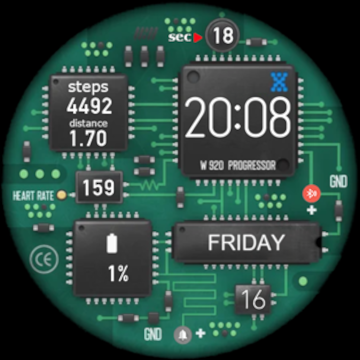 sec 18
steps
4492
distance
1.70
20:08
W 920 PROGRESSOR
159
HEART RATE
GND
+
FRIDAY
1%
CE
16
GND +